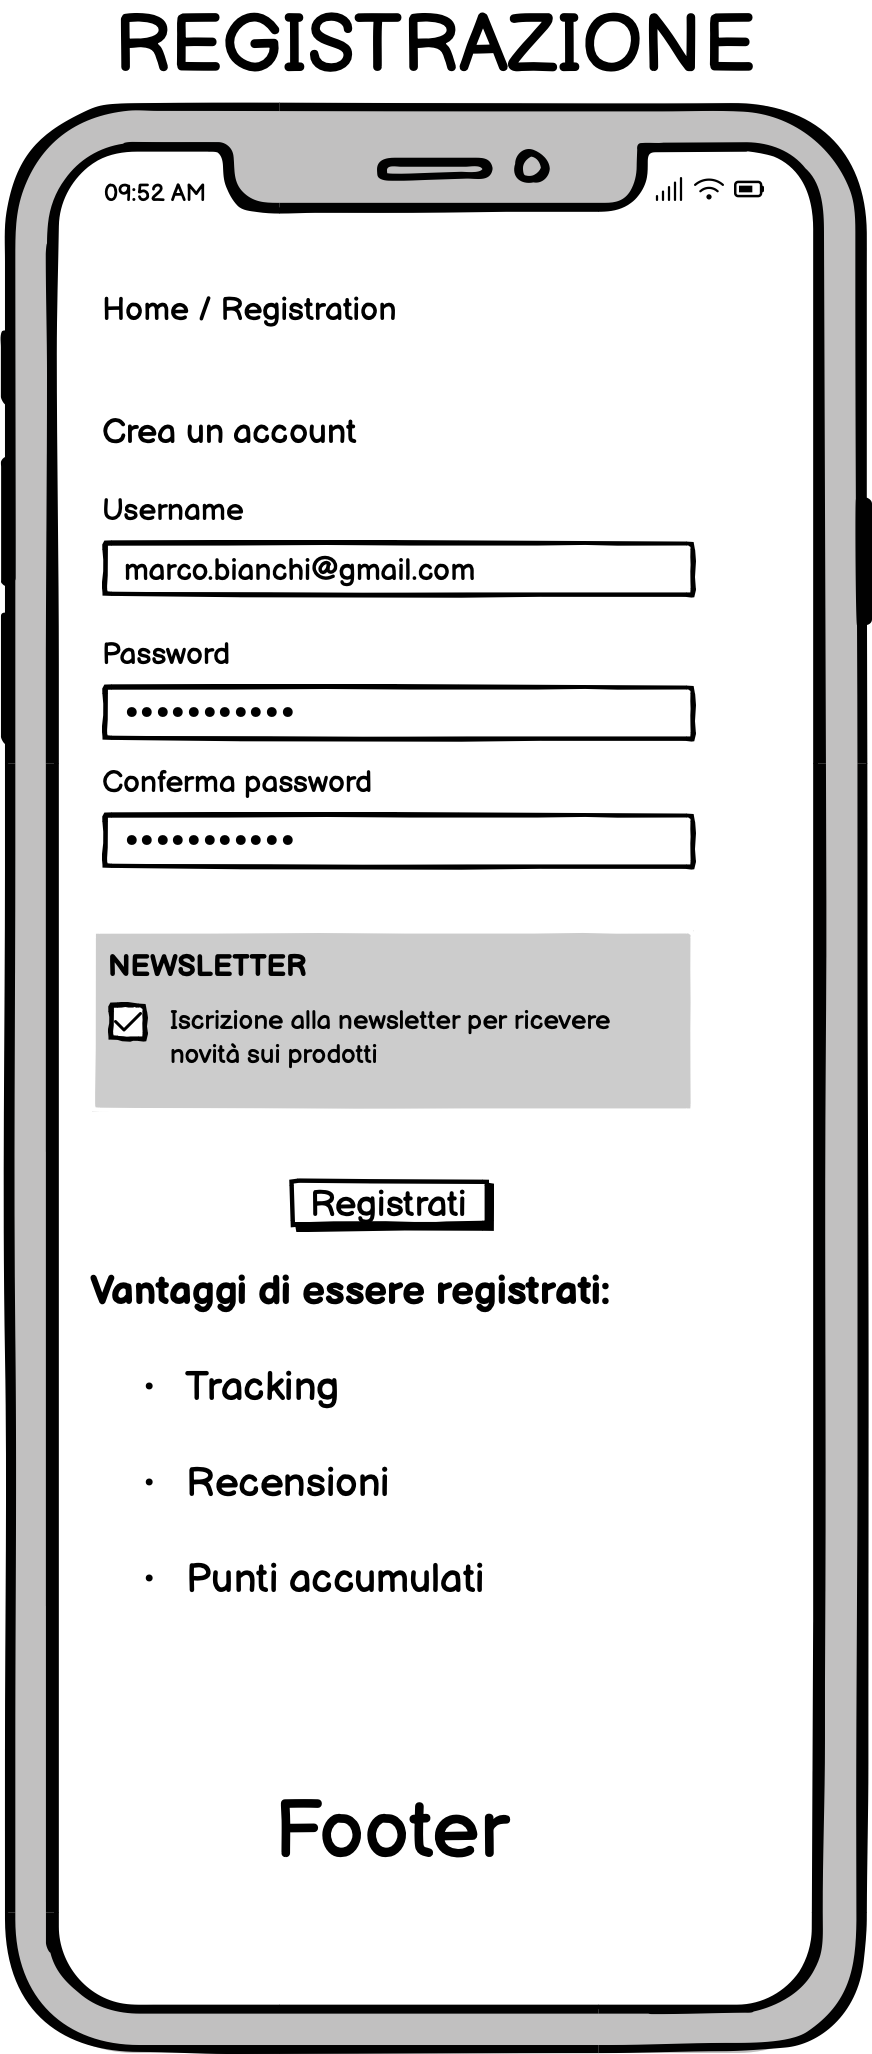 REGISTRAZIONE
09:52 AM
Home / Registration
Crea un account
Username
marco.bianchi@gmail.com
Password
•••••••••••
Conferma password
•••••••••••
NEWSLETTER
Iscrizione alla newsletter per ricevere
novità sui prodotti
Registrati
Vantaggi di essere registrati:
· Tracking
· Recensioni
· Punti accumulati
Footer